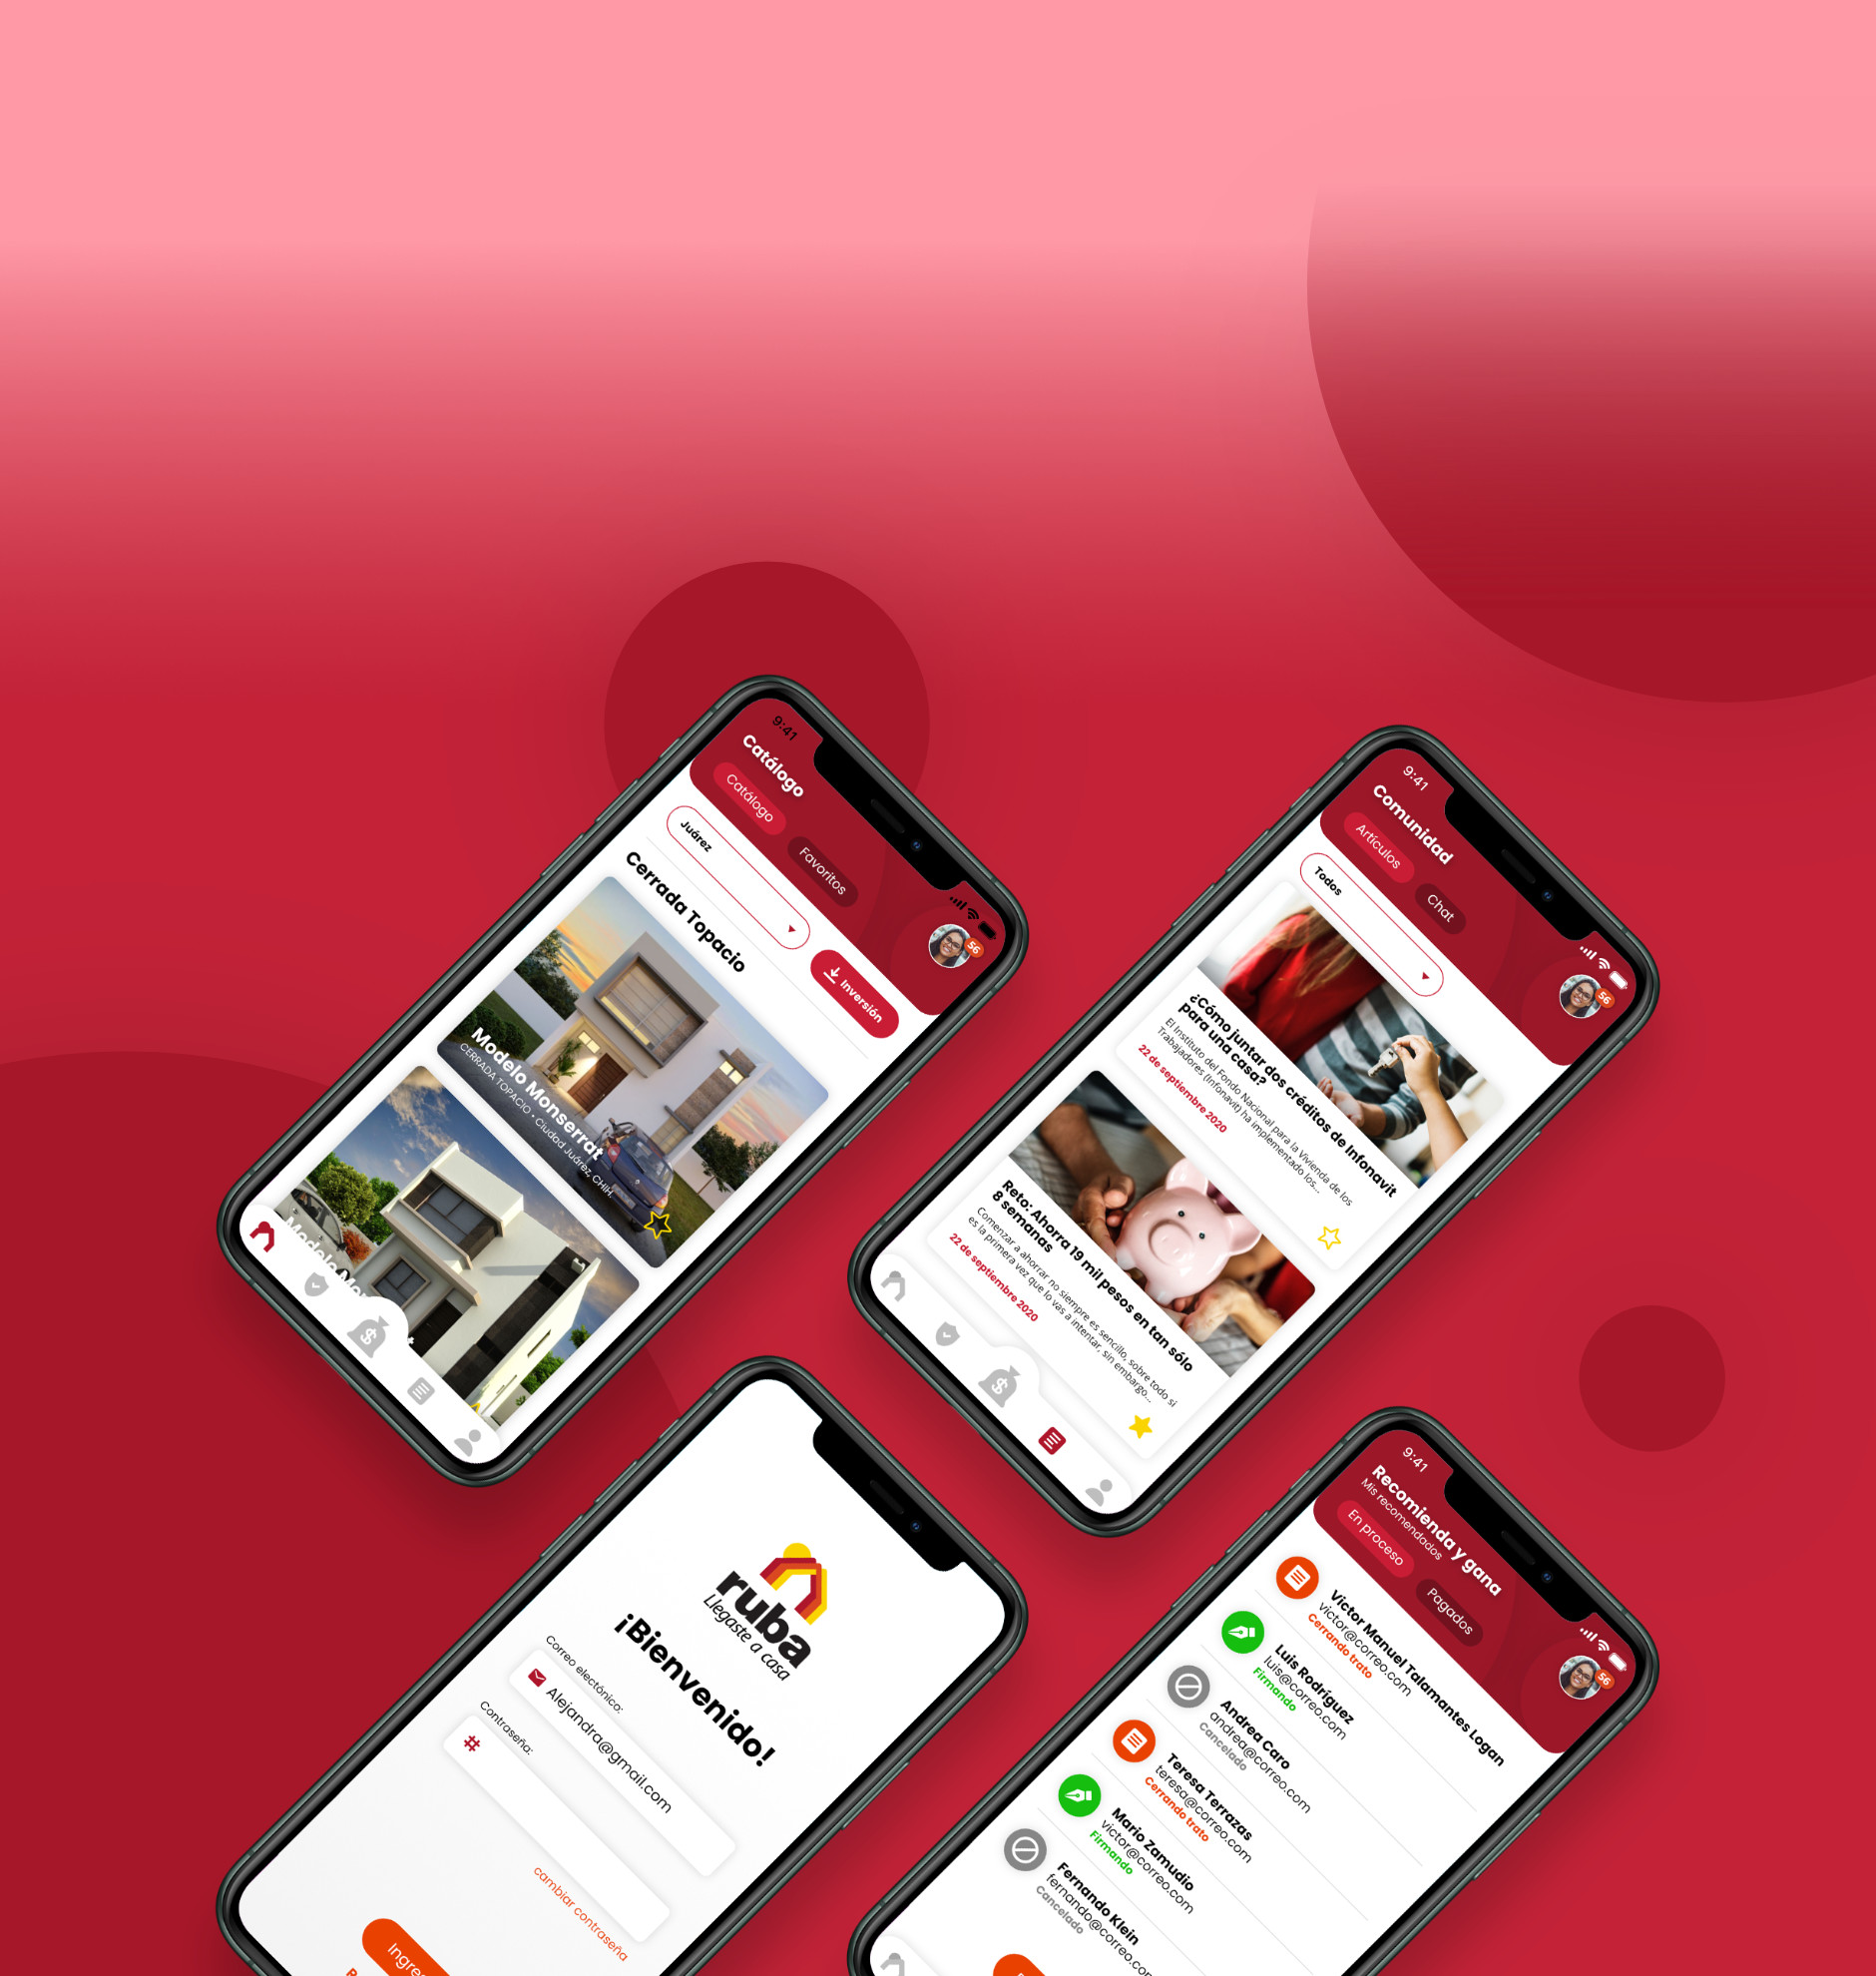 9:41
Catálogo
Catálogo
Favoritos
56
Juárez
Inversión
Cerrada Topacio
Modelo Monserrat
CERRADA TOPACIO • Ciudad Juárez, CHIH.
Modelo
9:41
Comunidad
Artículos
Chat
56
Todos
¿Cómo juntar dos créditos de Infonavit
para una casa?
El Instituto del Fondo Nacional para la Vivienda de los
Trabajadores (Infonavit) ha implementado los...
22 de septiembre 2020
Reto: Ahorra 19 mil pesos en tan sólo
8 semanas
Comenzar a ahorrar no siempre es sencillo, sobre todo si
es la primera vez que lo vas a intentar, sin embargo...
22 de septiembre 2020
ruba
Llegaste a casa
¡Bienvenido!
Correo electrónico:
Alejandra@gmail.com
Contraseña:
#
cambiar contraseña
9:41
Recomienda y gana
Mis recomendados
En proceso
Pagados
56
Victor Manuel Talamantes Logan
victor@correo.com
Cerrando trato
Luis Rodríguez
luis@correo.com
Firmando
Andrea Caro
andrea@correo.com
Cancelado
Teresa Terrazas
teresa@correo.com
Cerrando trato
Mario Zamudio
victor@correo.com
Firmando
Fernando Klein
Cancelado